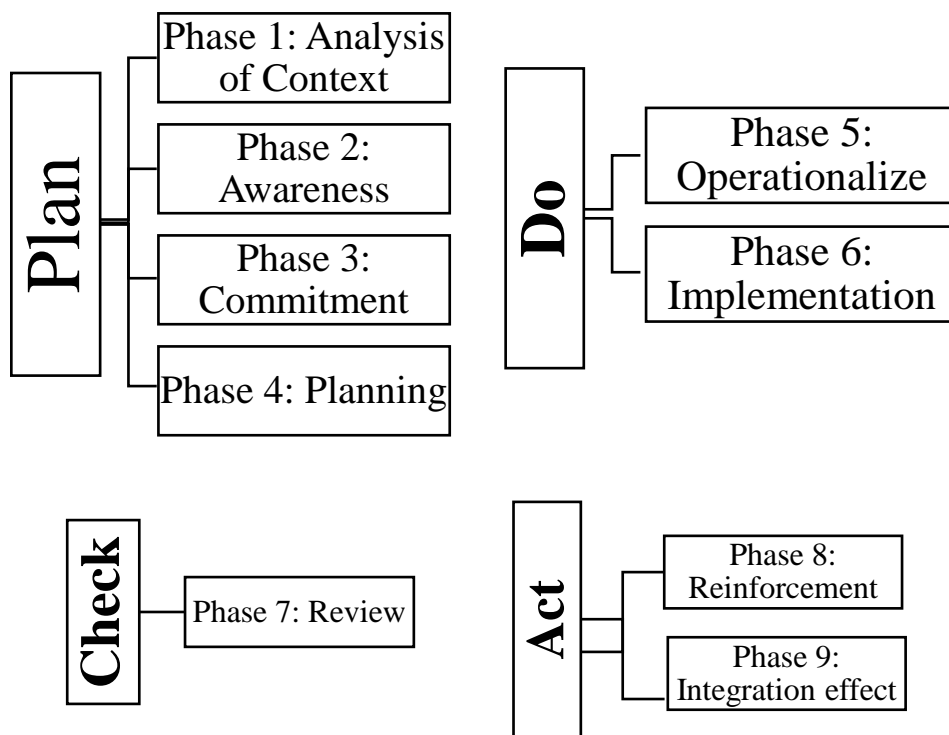 Plan
Phase 1: Analysis
of Context
Phase 2:
Awareness
Phase 3:
Commitment
Phase 4: Planning
Do
Phase 5:
Operationalize
Phase 6:
Implementation
Check
Phase 7: Review
Act
Phase 8:
Reinforcement
Phase 9:
Integration effect